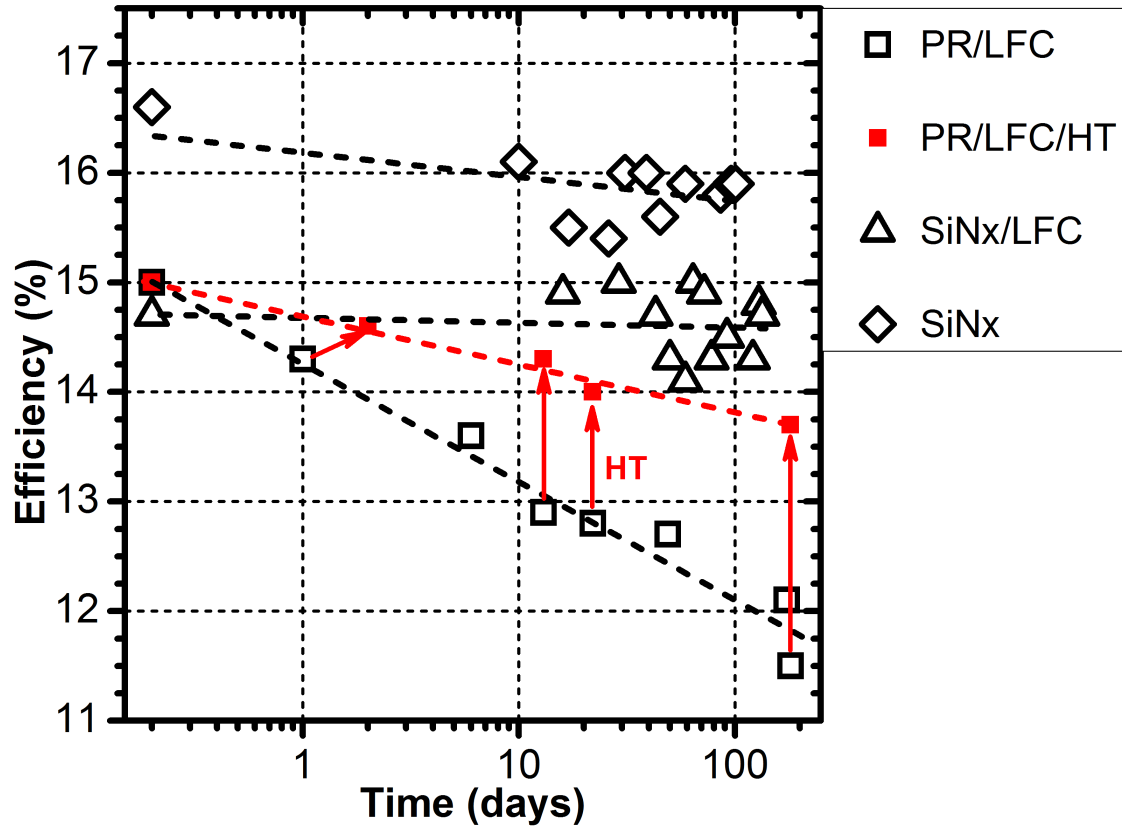 17
16
15
14
13
12
11
1
10
100
Efficiency (%)
Time (days)
HT
PR/LFC
PR/LFC/HT
SiNx/LFC
SiNx